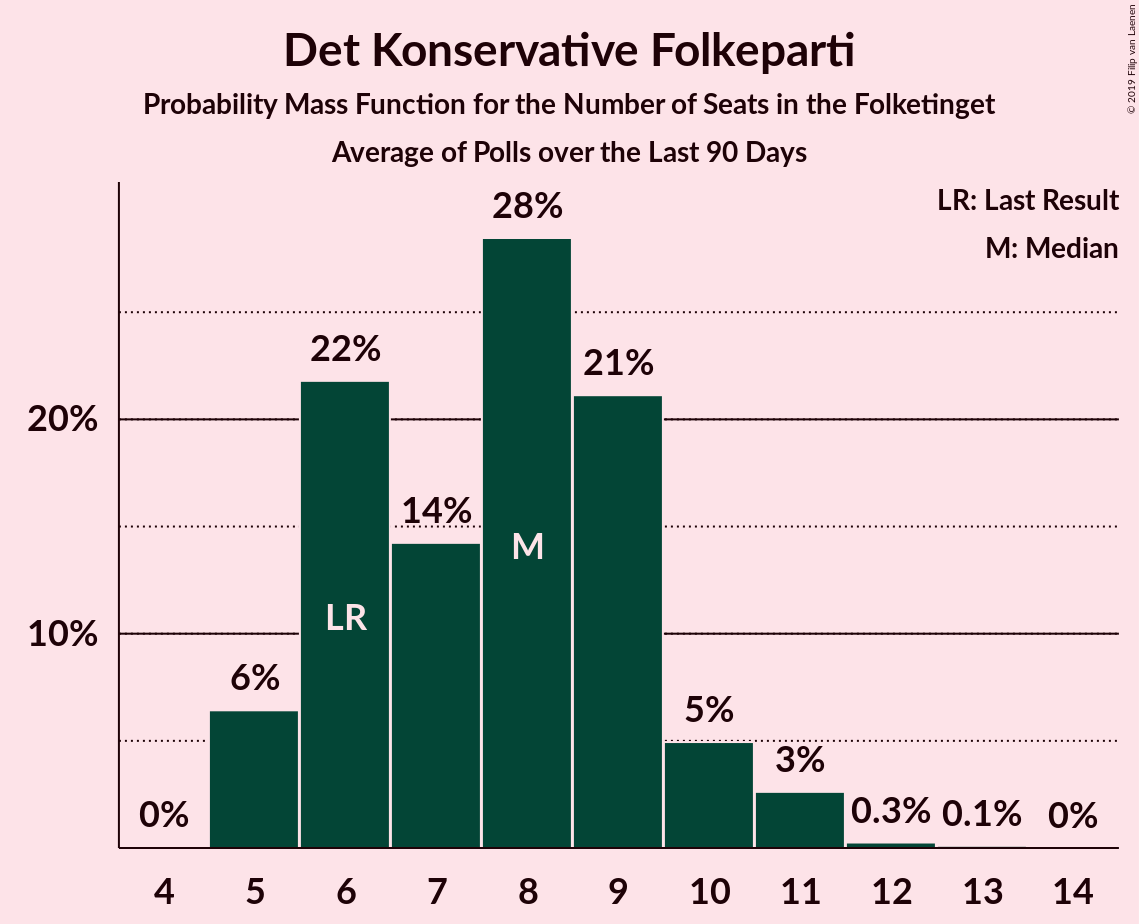 Det Konservative Folkeparti
Probability Mass Function for the Number of Seats in the Folketinget
Average of Polls over the Last 90 Days
© 2019 Filip van Laenen
LR: Last Result
M: Median
28%
22%
21%
20%
14%
M
LR
10%
6%
5%
3%
0%
0.3%
0.1%
0%
4 5 6 7 8 9 10 11 12 13 14